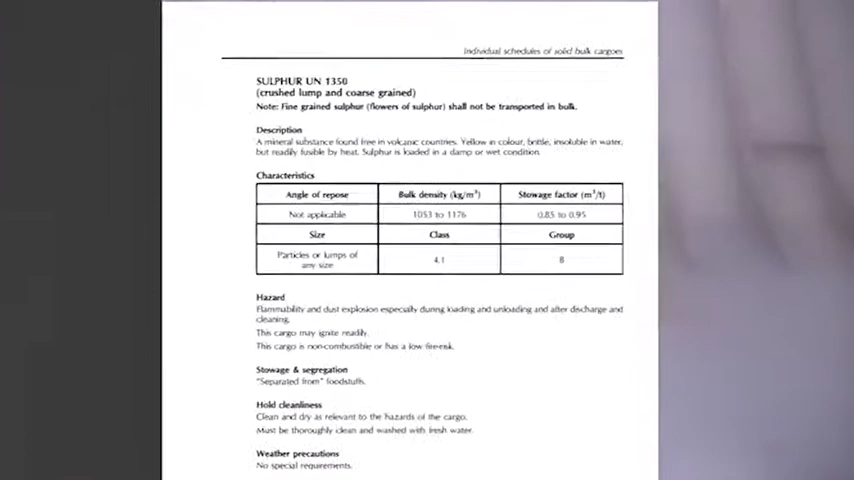 Individual schedules of solid bulk cargoes
SULPHUR UN 1350
(crushed lump and coarse grained)
Note: Fine grained sulphur (flowers of sulphur) shall not be transported in bulk.
Description
A mineral substance found free in volcanic countries. Yellow in colour, brittle, insoluble in water,
but readily fusible by heat. Sulphur is loaded in a damp or wet condition.
Characteristics
Angle of repose Bulk density (kg/m³) Stowage factor (m³/t)
Not applicable 1053 to 1176 0.85 to 0.95
Size Class Group
Particles or lumps of
any size 4.1 B
Hazard
Flammability and dust explosion especially during loading and unloading and after discharge and
cleaning.
This cargo may ignite readily.
This cargo is non-combustible or has a low fire-risk.
Stowage & segregation
"Separated from" foodstuffs.
Hold cleanliness
Clean and dry as relevant to the hazards of the cargo.
Must be thoroughly clean and washed with fresh water.
Weather precautions
No special requirements.